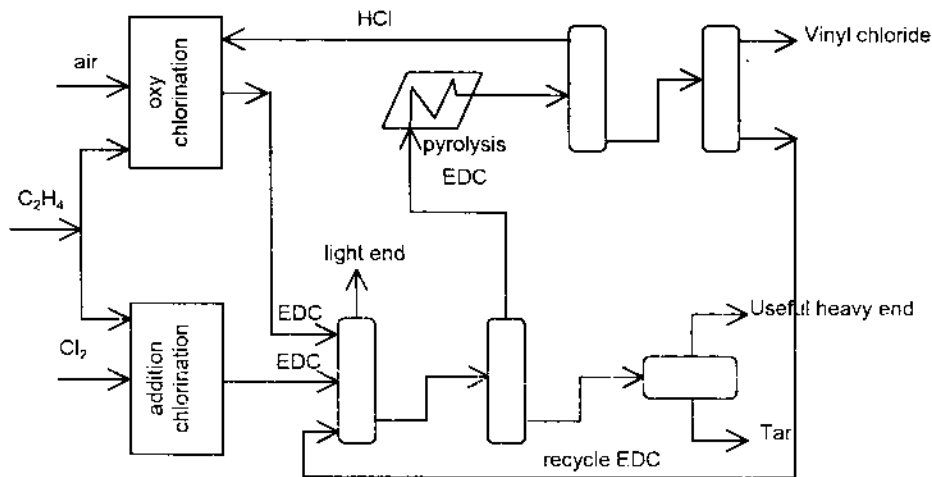 HCl
Vinyl chloride
air
oxy
chlorination
pyrolysis
EDC
C₂H₄
light end
EDC
Useful heavy end
Cl₂
EDC
addition
chlorination
Tar
recycle EDC